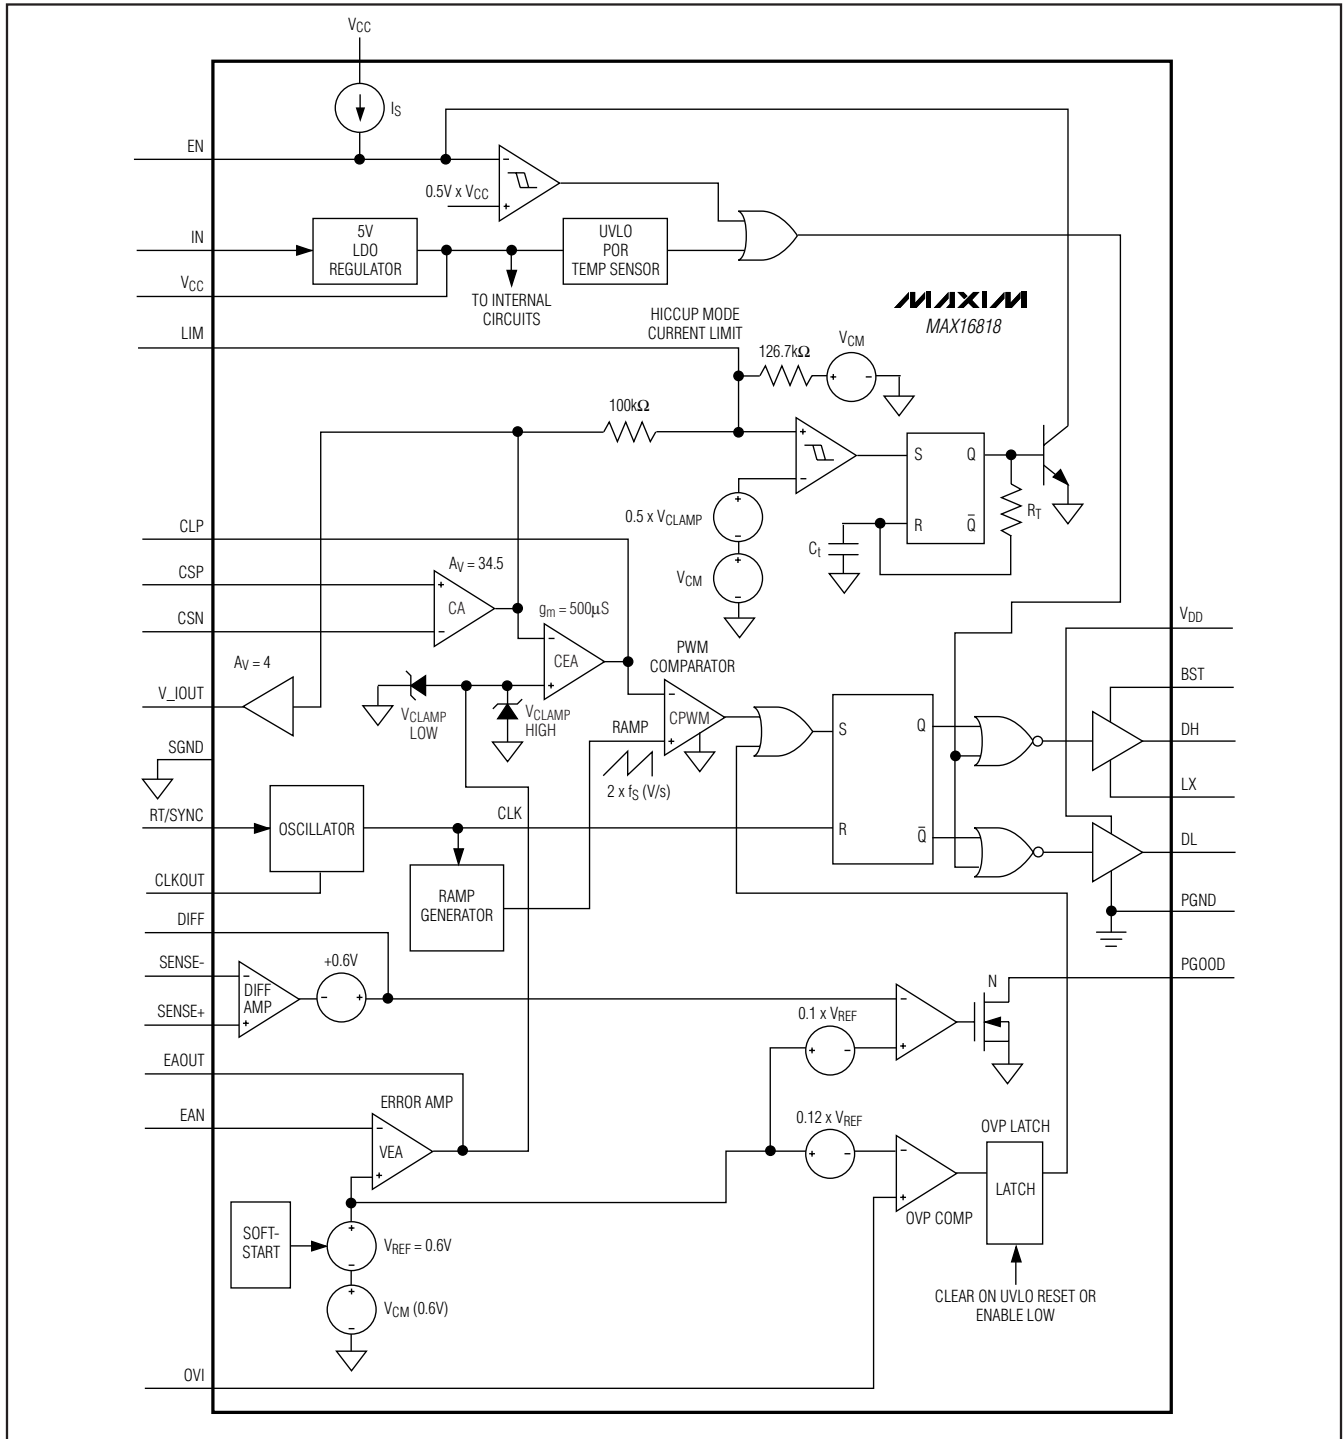 VCC
IS
EN
0.5V x VCC
IN
5V
LDO
REGULATOR
UVLO
POR
TEMP SENSOR
VCC
TO INTERNAL
CIRCUITS
MAXIM
MAX16818
LIM
HICCUP MODE
CURRENT LIMIT
126.7kΩ
VCM
100kΩ
S
Q
R
Q̅
RT
Ct
0.5 x VCLAMP
VCM
CLP
CSP
AV = 34.5
CA
CSN
gm = 500µS
CEA
AV = 4
V_IOUT
VCLAMP
LOW
VCLAMP
HIGH
PWM
COMPARATOR
CPWM
RAMP
2 x fS (V/s)
S
Q
R
Q̅
VDD
BST
DH
LX
DL
PGND
PGOOD
SGND
RT/SYNC
OSCILLATOR
CLK
CLKOUT
RAMP
GENERATOR
DIFF
SENSE-
+0.6V
DIFF
AMP
SENSE+
N
0.1 x VREF
EAOUT
ERROR AMP
EAN
VEA
0.12 x VREF
OVP LATCH
LATCH
OVP COMP
SOFT-
START
VREF = 0.6V
VCM (0.6V)
CLEAR ON UVLO RESET OR
ENABLE LOW
OVI